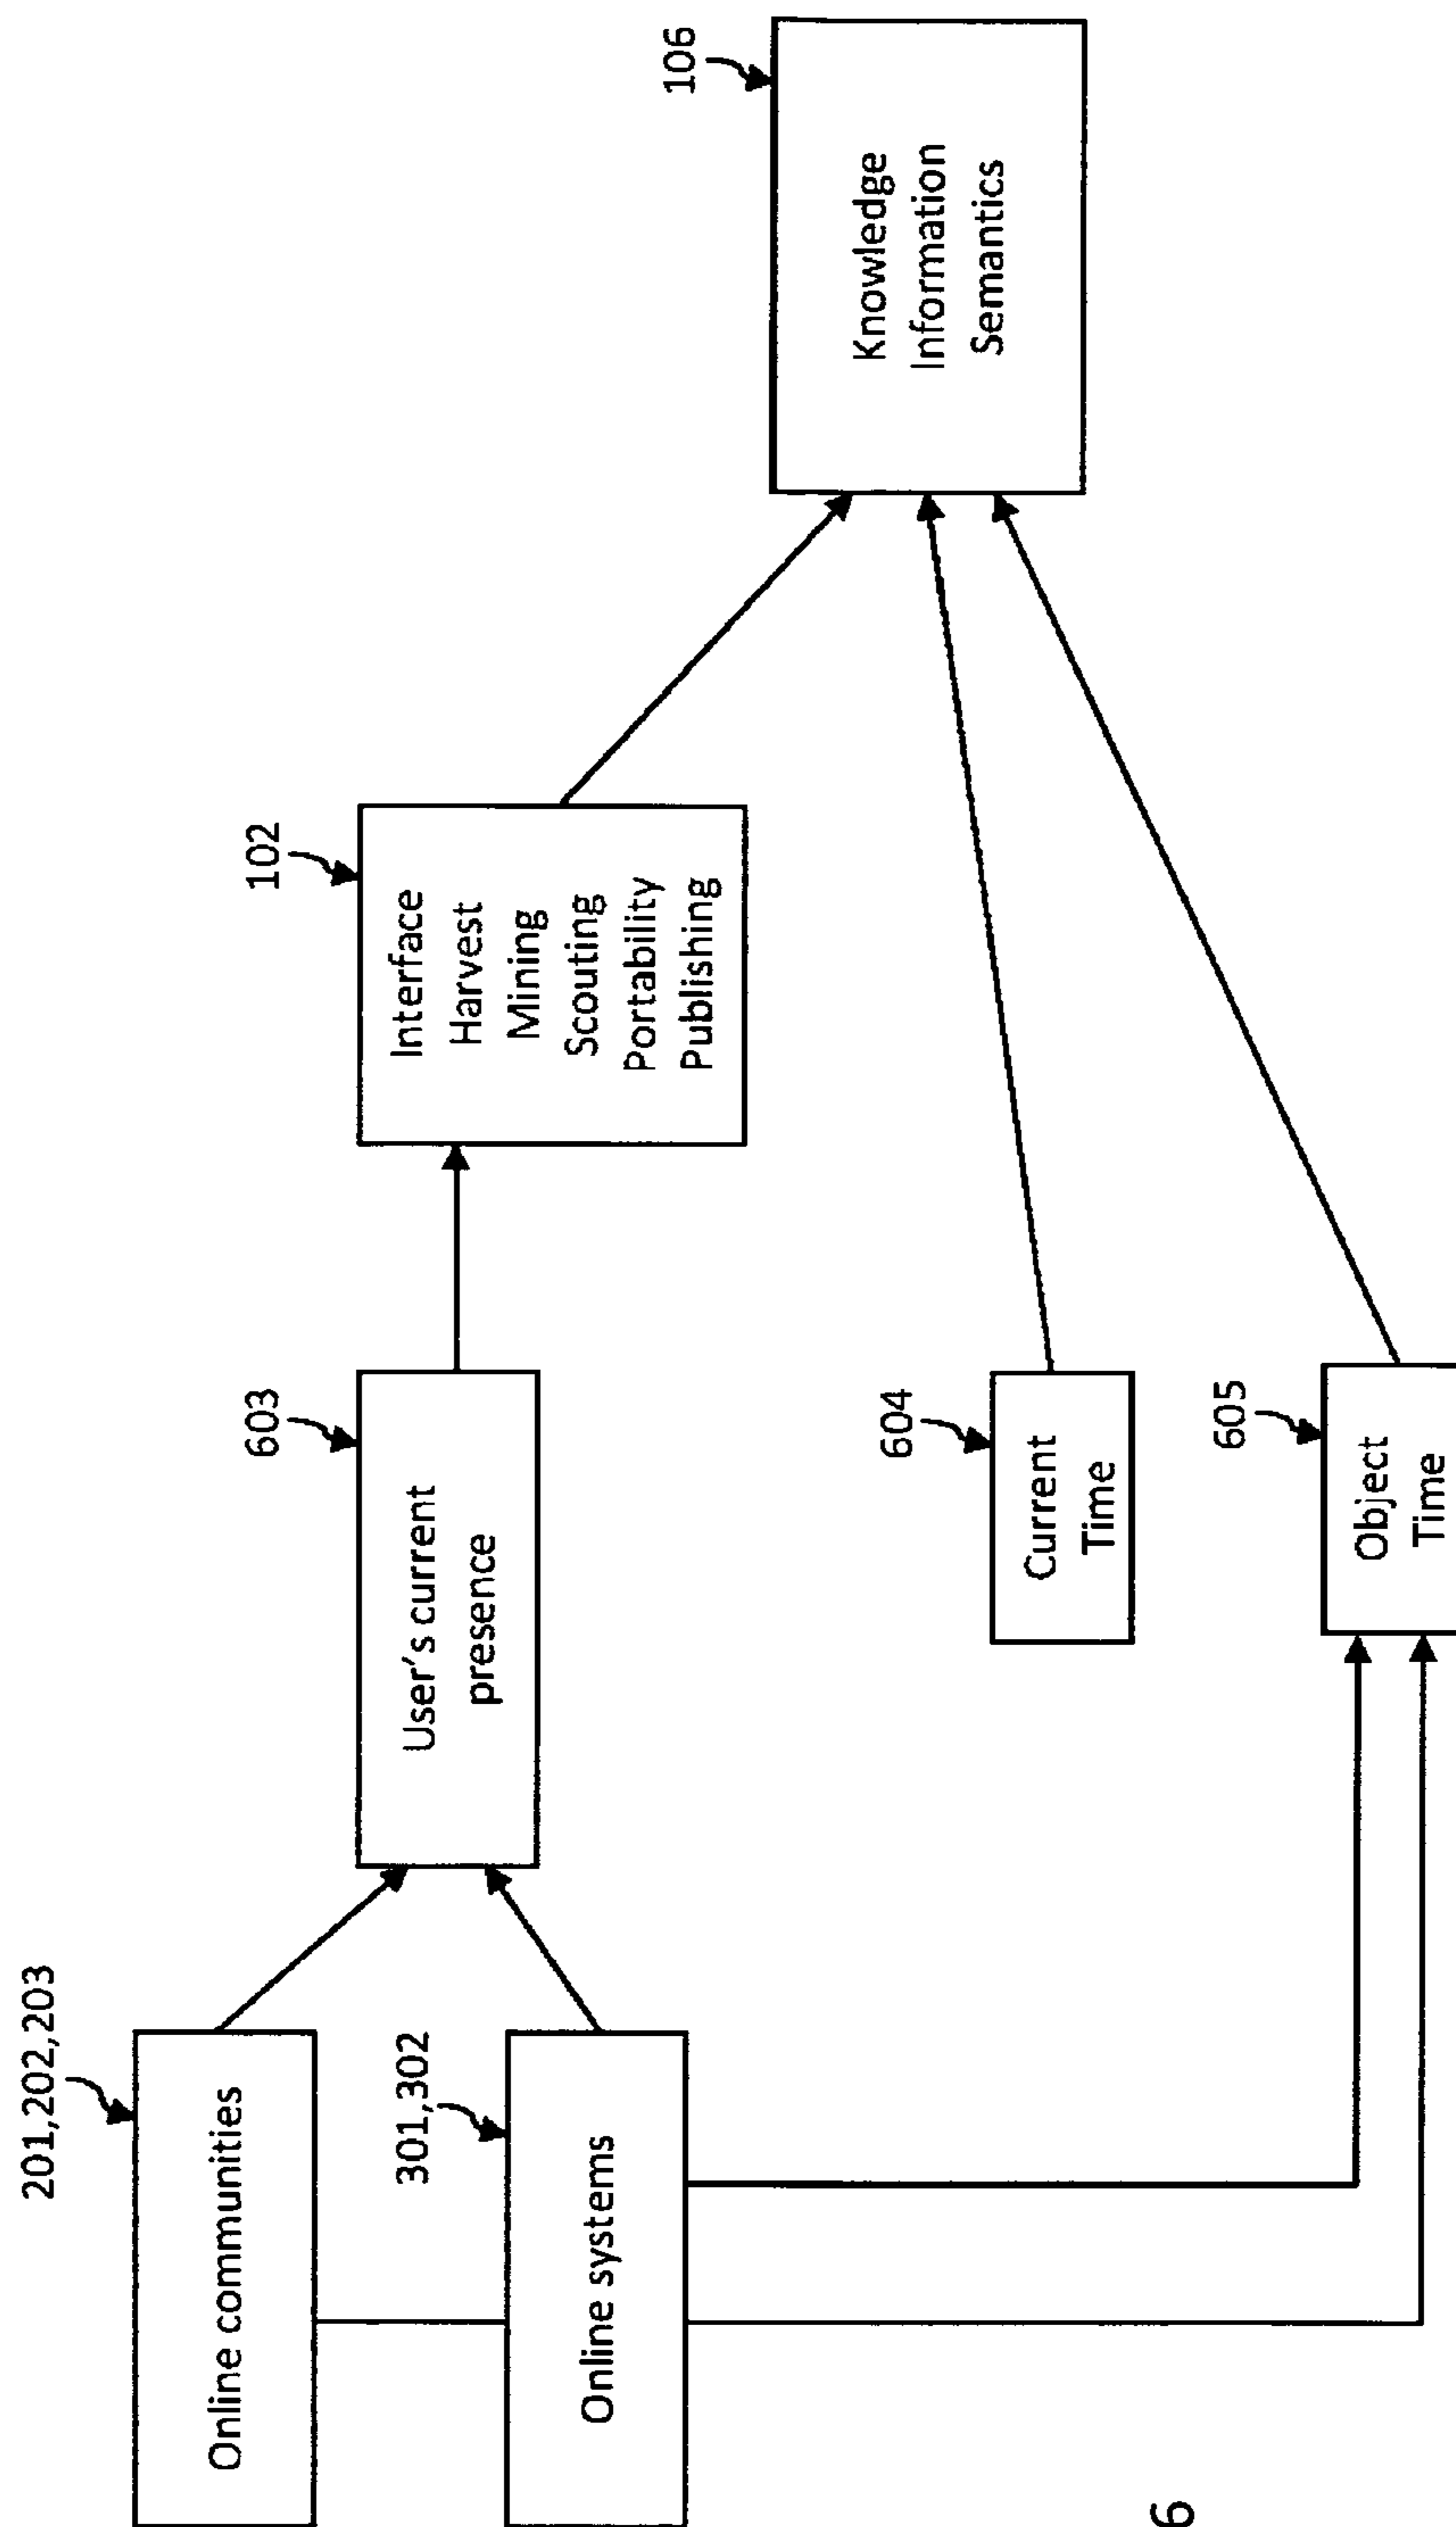 201,202,203
Online communities
301,302
Online systems
603
User's current
presence
102
Interface
Harvest
Mining
Scouting
Portability
Publishing
106
Knowledge
Information
Semantics
604
Current
Time
605
Object
Time
6